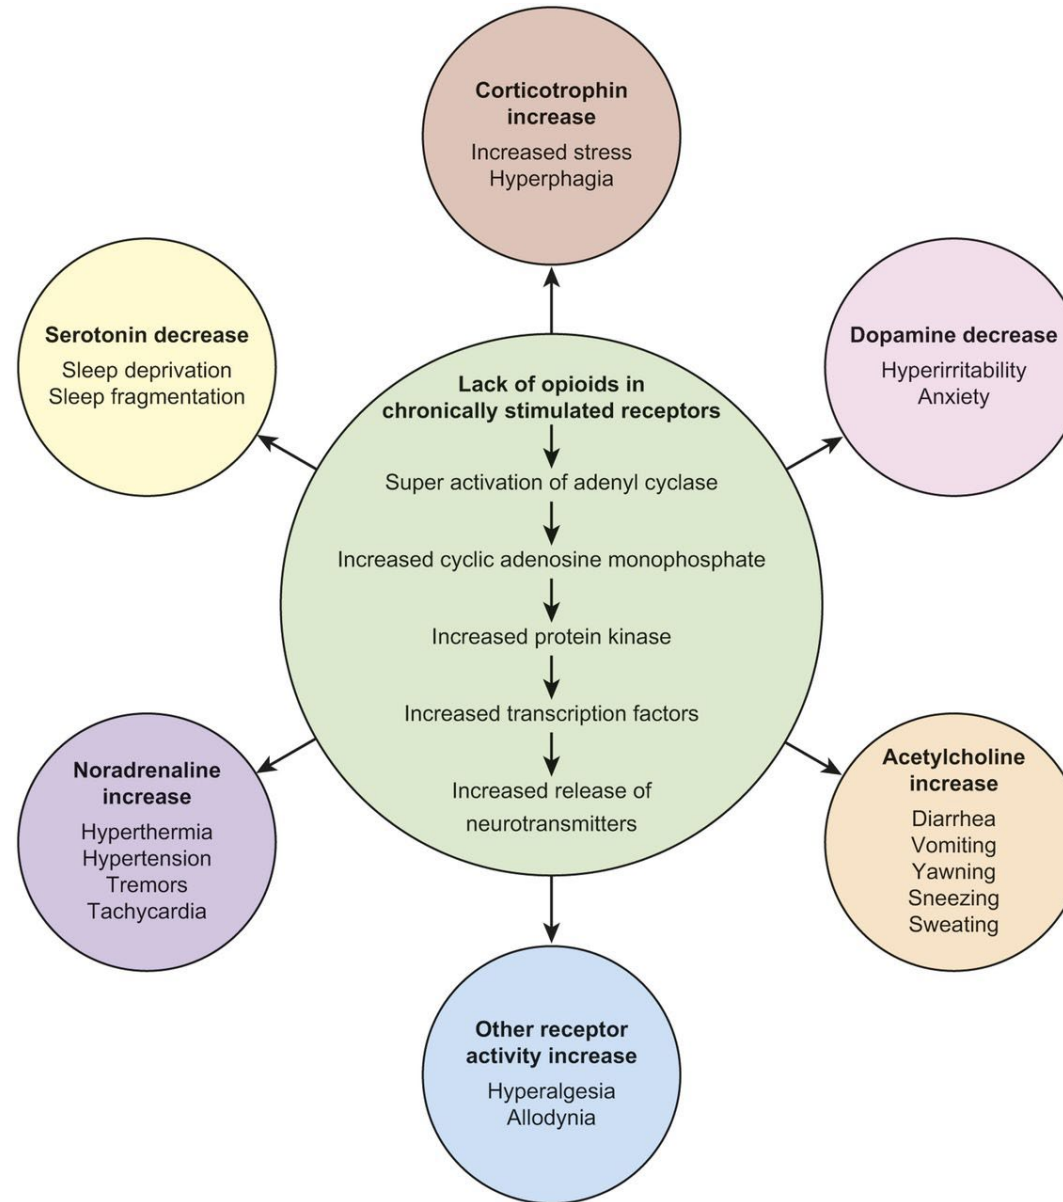 Corticotrophin
increase
Increased stress
Hyperphagia
Serotonin decrease
Sleep deprivation
Sleep fragmentation
Dopamine decrease
Hyperirritability
Anxiety
Lack of opioids in
chronically stimulated receptors
Super activation of adenyl cyclase
Increased cyclic adenosine monophosphate
Increased protein kinase
Increased transcription factors
Increased release of
neurotransmitters
Noradrenaline
increase
Hyperthermia
Hypertension
Tremors
Tachycardia
Acetylcholine
increase
Diarrhea
Vomiting
Yawning
Sneezing
Sweating
Other receptor
activity increase
Hyperalgesia
Allodynia